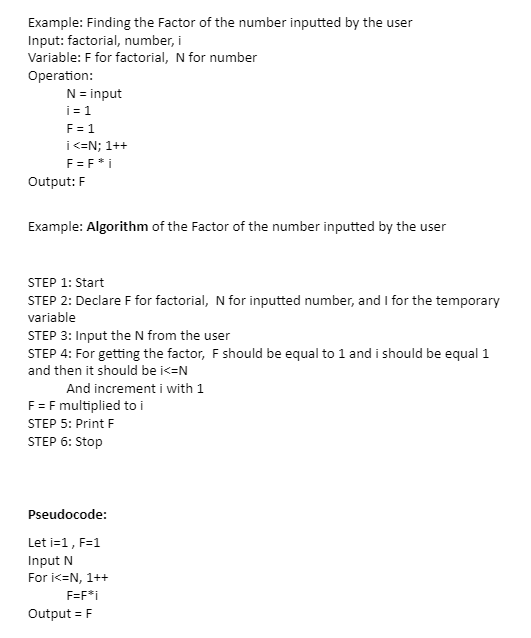 Example: Finding the Factor of the number inputted by the user
Input: factorial, number, i
Variable: F for factorial, N for number
Operation:
N = input
i = 1
F = 1
i <=N; 1++
F = F * i
Output: F
Example: Algorithm of the Factor of the number inputted by the user
STEP 1: Start
STEP 2: Declare F for factorial, N for inputted number, and I for the temporary
variable
STEP 3: Input the N from the user
STEP 4: For getting the factor, F should be equal to 1 and i should be equal 1
and then it should be i<=N
And increment i with 1
F = F multiplied to i
STEP 5: Print F
STEP 6: Stop
Pseudocode:
Let i=1, F=1
Input N
For i<=N, 1++
F=F*i
Output = F